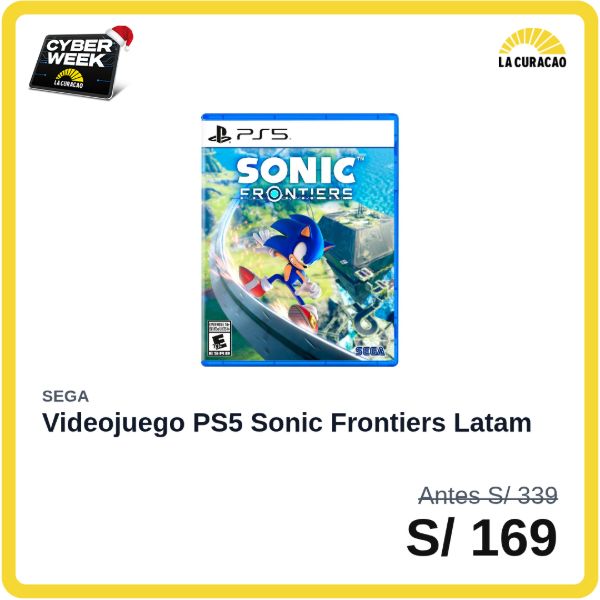 CYBER
WEEK
LA CURACAO
LA CURACAO
PS5
SONIC
FRONTIERS
E
SEGA
SEGA
Videojuego PS5 Sonic Frontiers Latam
Antes S/ 339
S/ 169